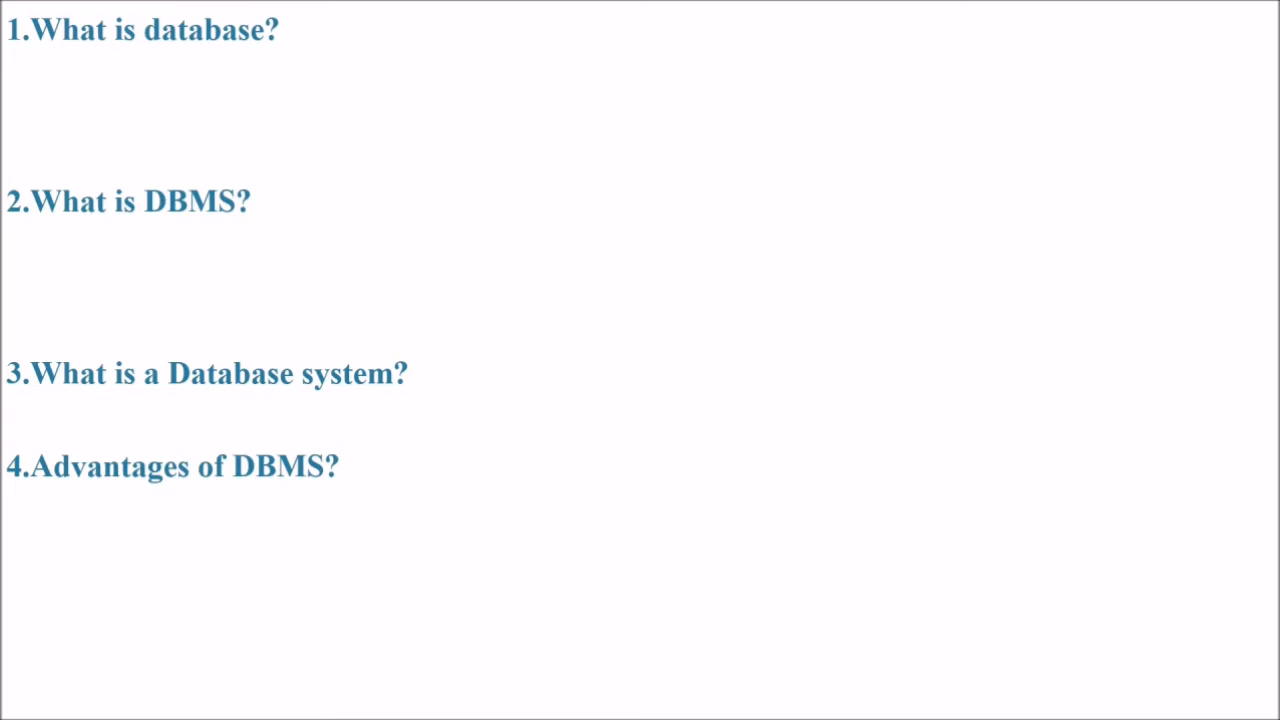 1.What is database?
2.What is DBMS?
3.What is a Database system?
4.Advantages of DBMS?